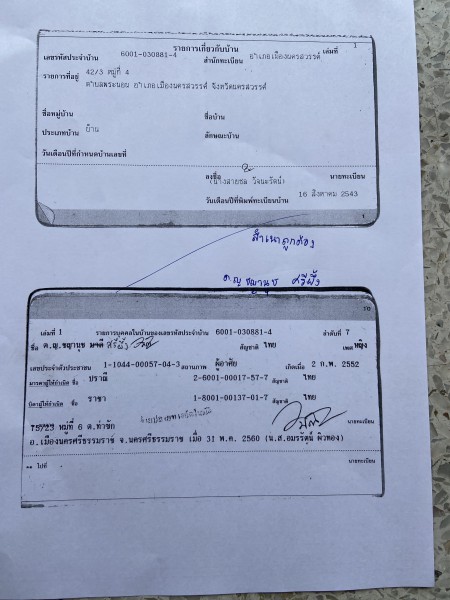 รายการเกี่ยวกับบ้าน เล่มที่ 1
เลขรหัสประจำบ้าน 6001-030881-4 สำนักทะเบียน อำเภอเมืองนครสวรรค์
รายการที่อยู่ 42/3 หมู่ที่ 4
ตำบลพระนอน อำเภอเมืองนครสวรรค์ จังหวัดนครสวรรค์
ชื่อหมู่บ้าน ชื่อบ้าน
ประเภทบ้าน บ้าน ลักษณะบ้าน
วันเดือนปีที่กำหนดบ้านเลขที่
ลงชื่อ นายทะเบียน
(นางสายชล วัฒนะรัตน์)
วันเดือนปีที่พิมพ์ทะเบียนบ้าน 16 สิงหาคม 2543
1
สำเนาถูกต้อง
ด.ญ. ชญานุช ศรีผึ้ง
10
เล่มที่ 1 รายการบุคคลในบ้านของเลขรหัสประจำบ้าน 6001-030881-4 ลำดับที่ 7
ชื่อ ด.ญ. ชญานุช ศรีผึ้ง สัญชาติ ไทย เพศ หญิง
เลขประจำตัวประชาชน 1-1044-00057-04-3 สถานภาพ ผู้อาศัย เกิดเมื่อ 2 ก.พ. 2552
มารดาผู้ให้กำเนิด ชื่อ ปราณี 2-6001-00017-57-7 สัญชาติ ไทย
บิดาผู้ให้กำเนิด ชื่อ ราชา 1-8001-00137-01-7 สัญชาติ ไทย
75/23 หมู่ที่ 6 ต.ท่าซัก นายทะเบียน
อ.เมืองนครศรีธรรมราช จ.นครศรีธรรมราช เมื่อ 31 พ.ค. 2560 (น.ส.อมรรัตน์ ผิวทอง)
** ไปที่ นายทะเบียน